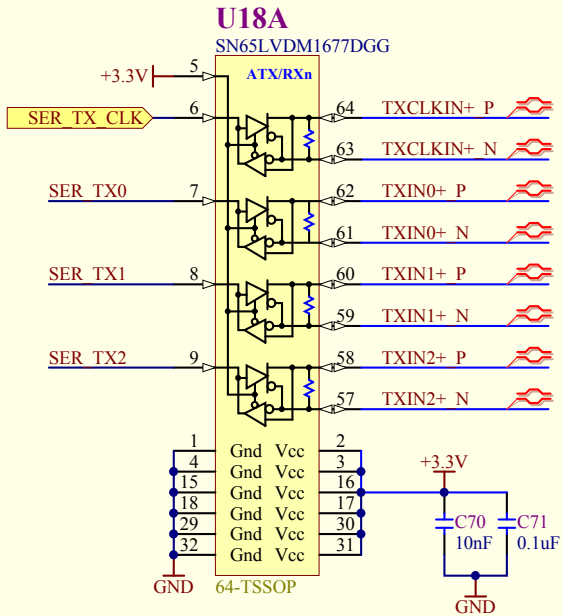 U18A
SN65LVDM1677DGG
+3.3V 5 ATX/RXn
SER_TX_CLK 6 64 TXCLKIN+_P
63 TXCLKIN+_N
SER_TX0 7 62 TXIN0+_P
61 TXIN0+_N
SER_TX1 8 60 TXIN1+_P
59 TXIN1+_N
SER_TX2 9 58 TXIN2+_P
57 TXIN2+_N
1 Gnd Vcc 2
4 Gnd Vcc 3
15 Gnd Vcc 16
18 Gnd Vcc 17
29 Gnd Vcc 30
32 Gnd Vcc 31
+3.3V
C70 C71
10nF 0.1uF
GND 64-TSSOP
GND